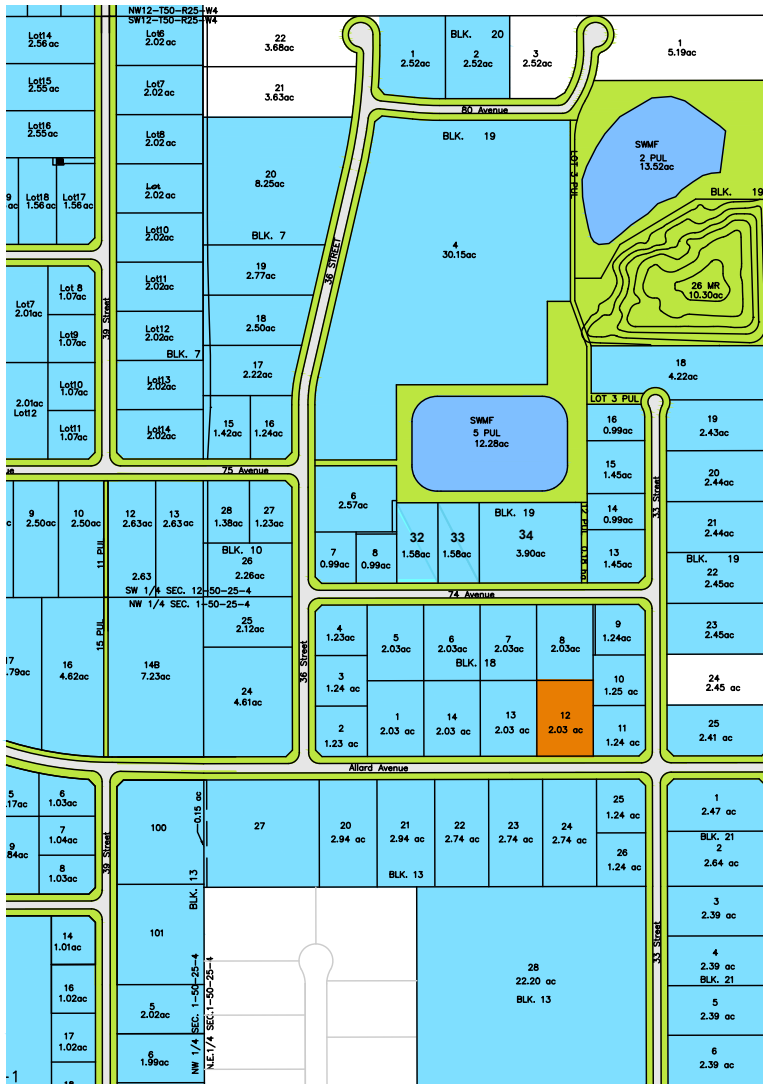 NW12-T50-R25-W4
SW12-T50-R25-W4
Lot14
2.56ac
Lot6
2.02ac
22
3.68ac
1
2.52ac
BLK. 20
2
2.52ac
3
2.52ac
1
5.19ac
Lot15
2.55ac
Lot7
2.02ac
21
3.63ac
80 Avenue
Lot16
2.55ac
Lot8
2.02ac
BLK. 19
LOT 3 PUL
SWMF
2 PUL
13.52ac
9
ac
Lot18
1.56ac
Lot17
1.56ac
Lot
2.02ac
20
8.25ac
BLK. 19
Lot10
2.02ac
BLK. 7
4
30.15ac
36 STREET
Lot7
2.01ac
Lot 8
1.07ac
Lot11
2.02ac
19
2.77ac
26 MR
10.30ac
39 Street
Lot9
1.07ac
Lot12
2.02ac
BLK. 7
18
2.50ac
17
2.22ac
18
4.22ac
2.01ac
Lot12
Lot10
1.07ac
Lot13
2.02ac
LOT 3 PUL
Lot11
1.07ac
Lot14
2.02ac
15
1.42ac
16
1.24ac
SWMF
5 PUL
12.28ac
16
0.99ac
19
2.43ac
75 Avenue
15
1.45ac
33 Street
20
2.44ac
9
2.50ac
10
2.50ac
12
2.63ac
13
2.63ac
28
1.38ac
27
1.23ac
6
2.57ac
BLK. 19
14
0.99ac
21
2.44ac
11 PUL
BLK. 10
26
2.26ac
7
0.99ac
8
0.99ac
32
1.58ac
33
1.58ac
34
3.90ac
13
1.45ac
BLK. 19
22
2.45ac
2.63
SW 1/4 SEC. 12-50-25-4
NW 1/4 SEC. 1-50-25-4
74 Avenue
15 PUL
25
2.12ac
4
1.23ac
5
2.03ac
6
2.03ac
7
2.03ac
8
2.03ac
9
1.24ac
23
2.45ac
BLK. 18
17
.79ac
16
4.62ac
14B
7.23ac
24
4.61ac
36 Street
3
1.24 ac
10
1.25 ac
24
2.45 ac
2
1.23 ac
1
2.03 ac
14
2.03 ac
13
2.03 ac
12
2.03 ac
11
1.24 ac
25
2.41 ac
Allard Avenue
5
.17ac
6
1.03ac
100
0.15 ac
27
20
2.94 ac
21
2.94 ac
22
2.74 ac
23
2.74 ac
24
2.74 ac
25
1.24 ac
1
2.47 ac
9
.84ac
7
1.04ac
39 Street
BLK. 21
2
2.64 ac
8
1.03ac
BLK. 13
BLK. 13
26
1.24 ac
3
2.39 ac
14
1.01ac
101
33 Street
4
2.39 ac
BLK. 21
16
1.02ac
5
2.02ac
NW 1/4 SEC. 1-50-25-4
N.E.1/4 SEC.1-50-25-4
28
22.20 ac
BLK. 13
5
2.39 ac
17
1.02ac
6
1.99ac
6
2.39 ac
-1
18